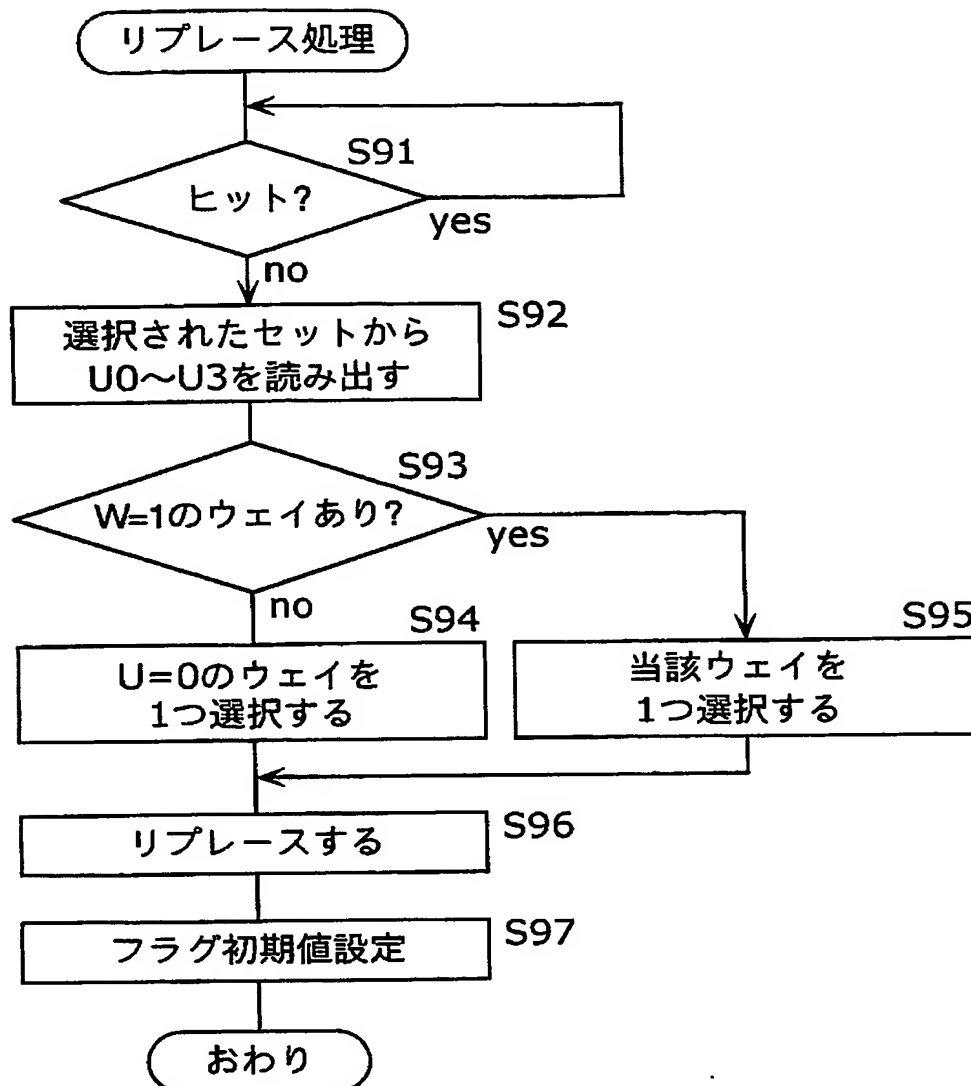 リプレース処理
S91
ヒット?
yes
no
S92
選択されたセットから
U0～U3を読み出す
S93
W=1のウェイあり?
yes
no
S94
S95
U=0のウェイを
1つ選択する
当該ウェイを
1つ選択する
リプレースする
S96
フラグ初期値設定
S97
おわり